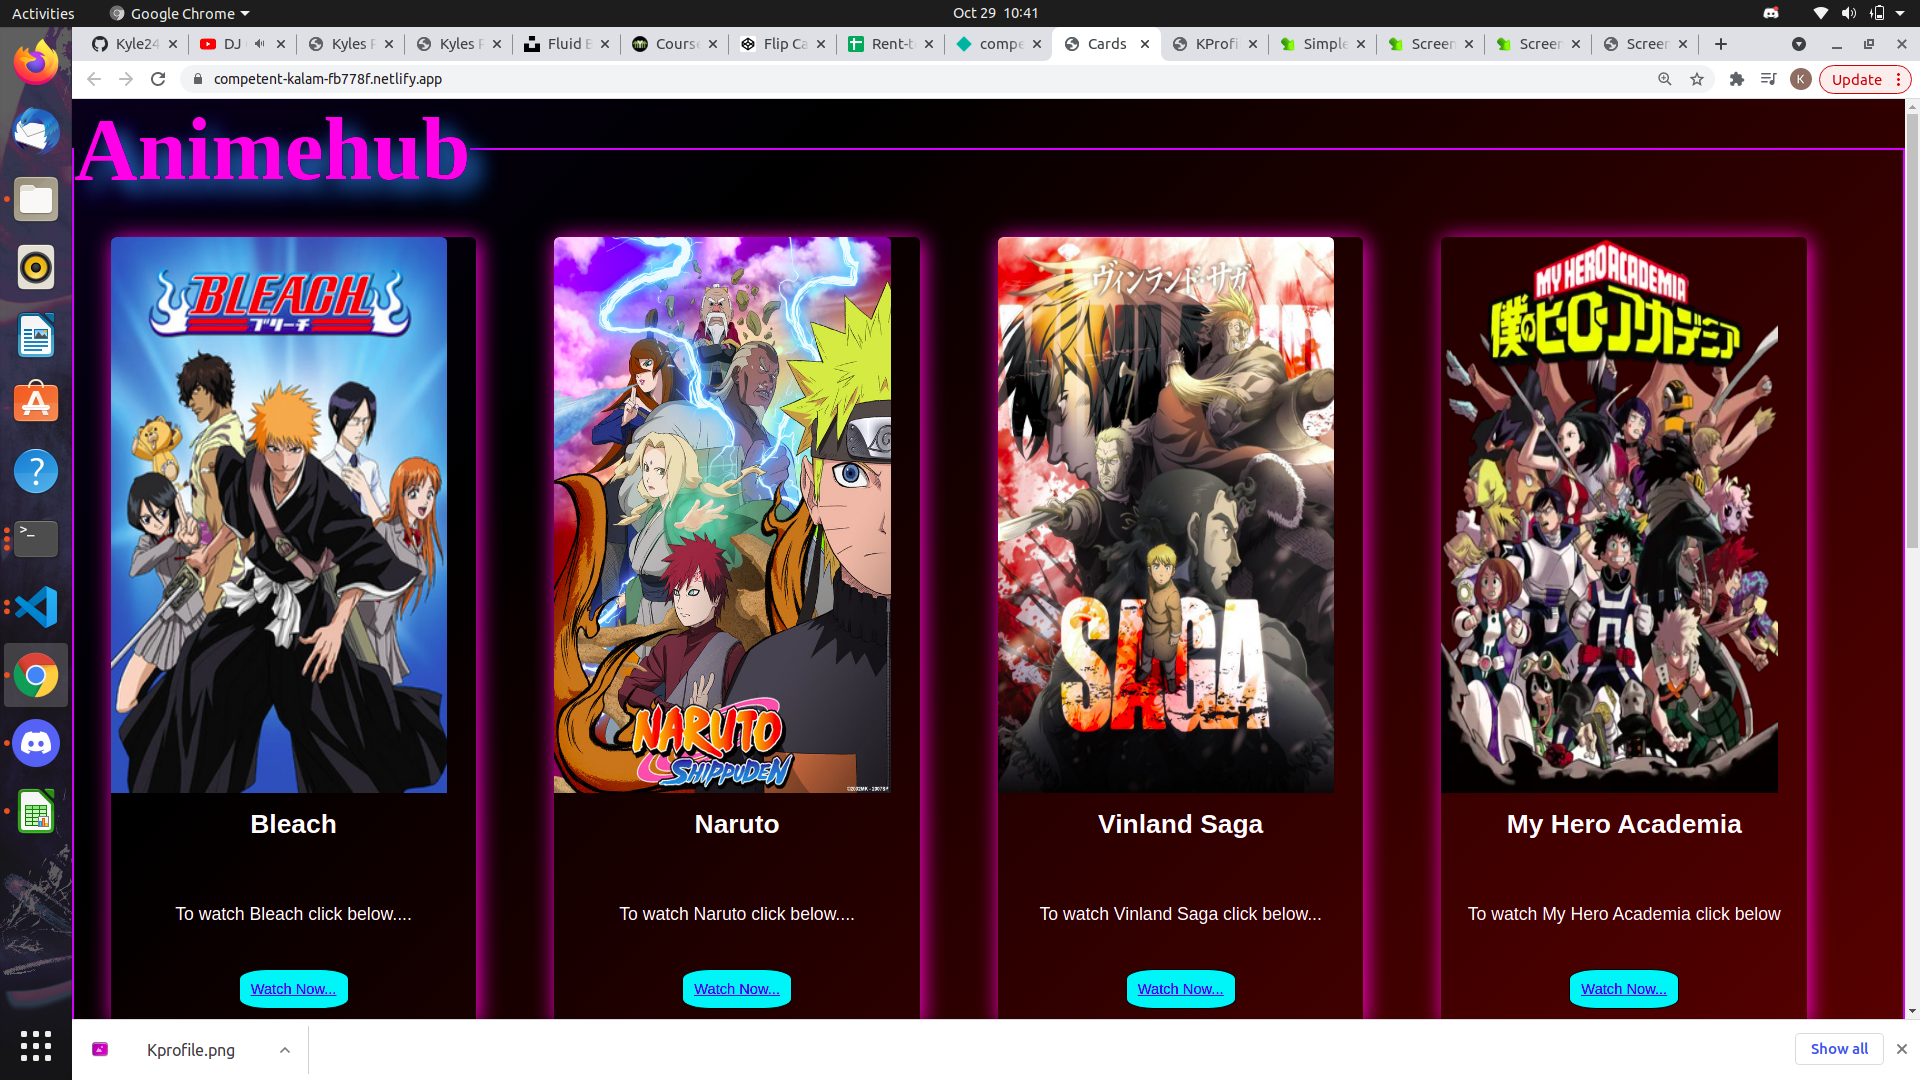 Activities
Google Chrome
Oct 29 10:41
Kyle24
DJ
Kyles
Kyles
Fluid
Course
Flip Ca
Rent-t
compe
Cards
KProfi
Simple
Screen
Screen
Screen
competent-kalam-fb778f.netlify.app
K
Update
Animehub
BLEACH
ブリーチ
NARUTO
SHIPPUDEN
ヴィンランド・サガ
SAGA
MY HERO ACADEMIA
僕のヒーローアカデミア
Bleach
Naruto
Vinland Saga
My Hero Academia
To watch Bleach click below....
To watch Naruto click below....
To watch Vinland Saga click below...
To watch My Hero Academia click below
Watch Now...
Watch Now...
Watch Now...
Watch Now...
Kprofile.png
Show all